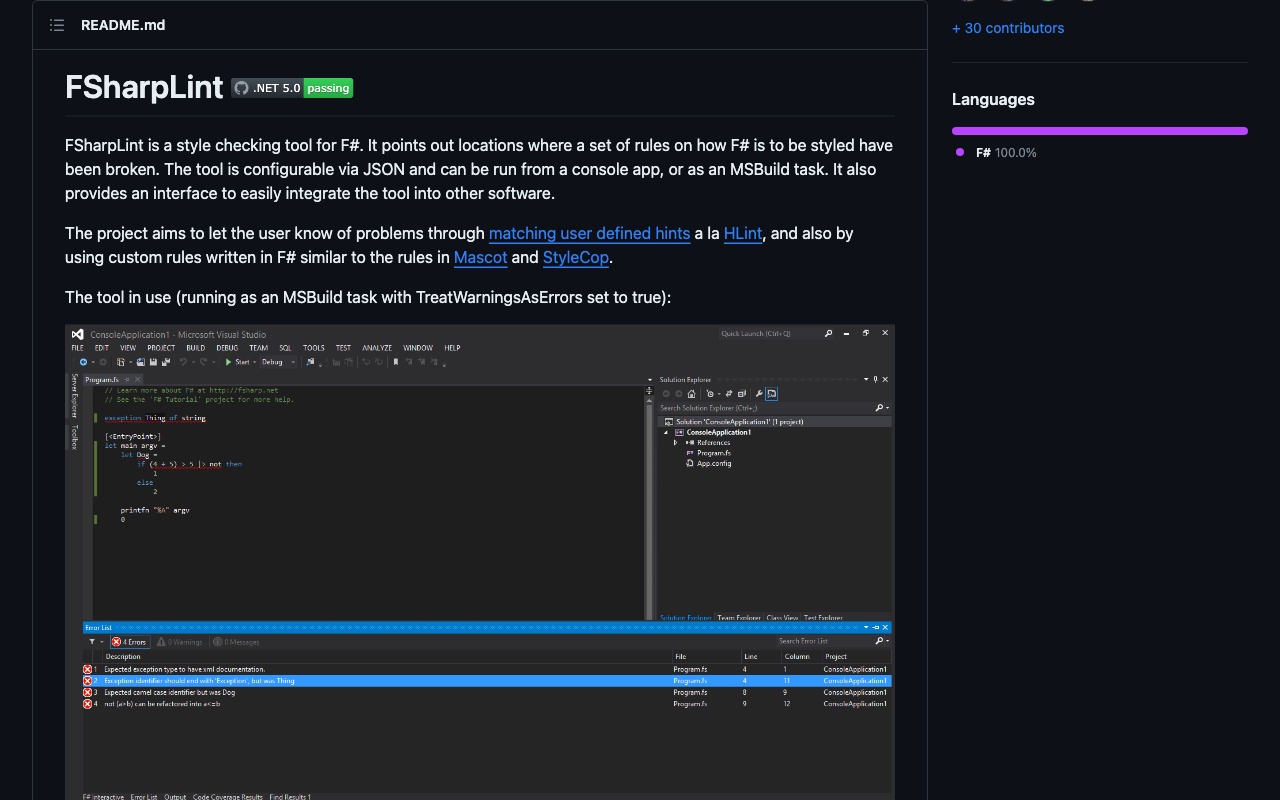 README.md
+ 30 contributors
FSharpLint .NET 5.0 passing
Languages
F# 100.0%
FSharpLint is a style checking tool for F#. It points out locations where a set of rules on how F# is to be styled have
been broken. The tool is configurable via JSON and can be run from a console app, or as an MSBuild task. It also
provides an interface to easily integrate the tool into other software.
The project aims to let the user know of problems through matching user defined hints a la HLint, and also by
using custom rules written in F# similar to the rules in Mascot and StyleCop.
The tool in use (running as an MSBuild task with TreatWarningsAsErrors set to true):
ConsoleApplication1 - Microsoft Visual Studio
Quick Launch (Ctrl+Q)
FILE EDIT VIEW PROJECT BUILD DEBUG TEAM SQL TOOLS TEST ANALYZE WINDOW HELP
Start Debug
Server Explorer
Toolbox
Program.fs
// Learn more about F# at http://fsharp.net
// See the 'F# Tutorial' project for more help.
exception Thing of string
[<EntryPoint>]
let main argv =
let Dog =
if (4 + 5) > 5 |> not then
1
else
2
printfn "%A" argv
0
Solution Explorer
Search Solution Explorer (Ctrl+;)
Solution 'ConsoleApplication1' (1 project)
ConsoleApplication1
References
Program.fs
App.config
Solution Explorer Team Explorer Class View Test Explorer
Error List
4 Errors 0 Warnings 0 Messages
Search Error List
Description File Line Column Project
1 Expected exception type to have xml documentation. Program.fs 4 1 ConsoleApplication1
2 Exception identifier should end with 'Exception', but was Thing Program.fs 4 11 ConsoleApplication1
3 Expected camel case identifier but was Dog Program.fs 8 9 ConsoleApplication1
4 not (a>b) can be refactored into a<=b Program.fs 9 12 ConsoleApplication1
F# Interactive Error List Output Code Coverage Results Find Results 1